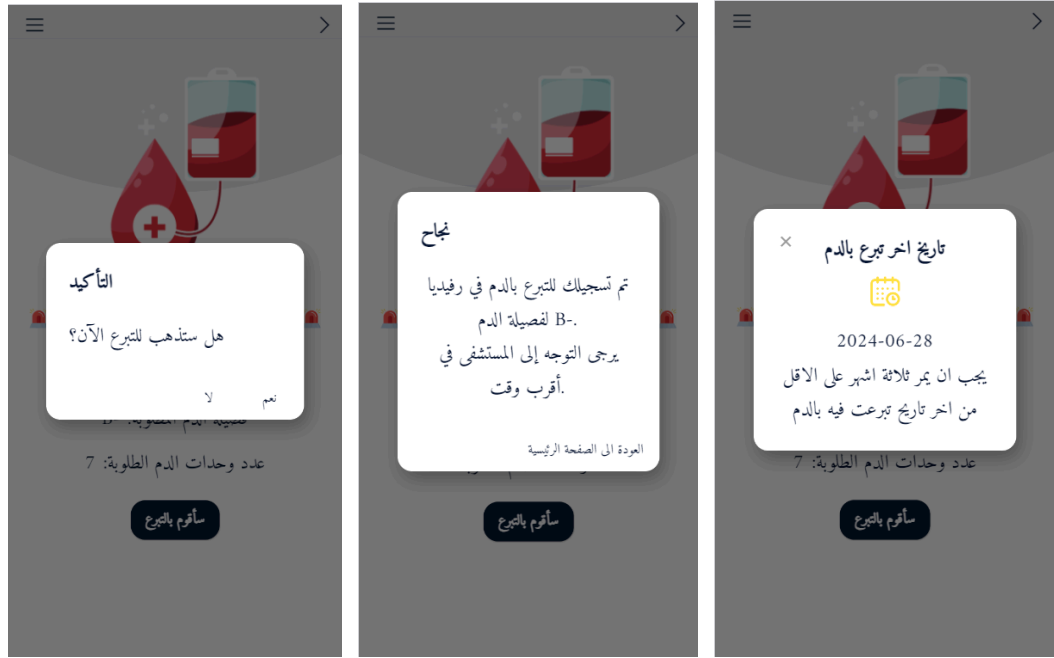 التأكيد
هل ستذهب للتبرع الآن؟
نعم
لا
فصيلة الدم المطلوبة: -B
عدد وحدات الدم الطلوبة: 7
سأقوم بالتبرع
نجاح
تم تسجيلك للتبرع بالدم في رفيديا
لفصيلة الدم B-.
يرجى التوجه إلى المستشفى في
.أقرب وقت
العودة الى الصفحة الرئيسية
سأقوم بالتبرع
تاريخ اخر تبرع بالدم
2024-06-28
يجب ان يمر ثلاثة اشهر على الاقل
من اخر تاريخ تبرعت فيه بالدم
عدد وحدات الدم الطلوبة: 7
سأقوم بالتبرع